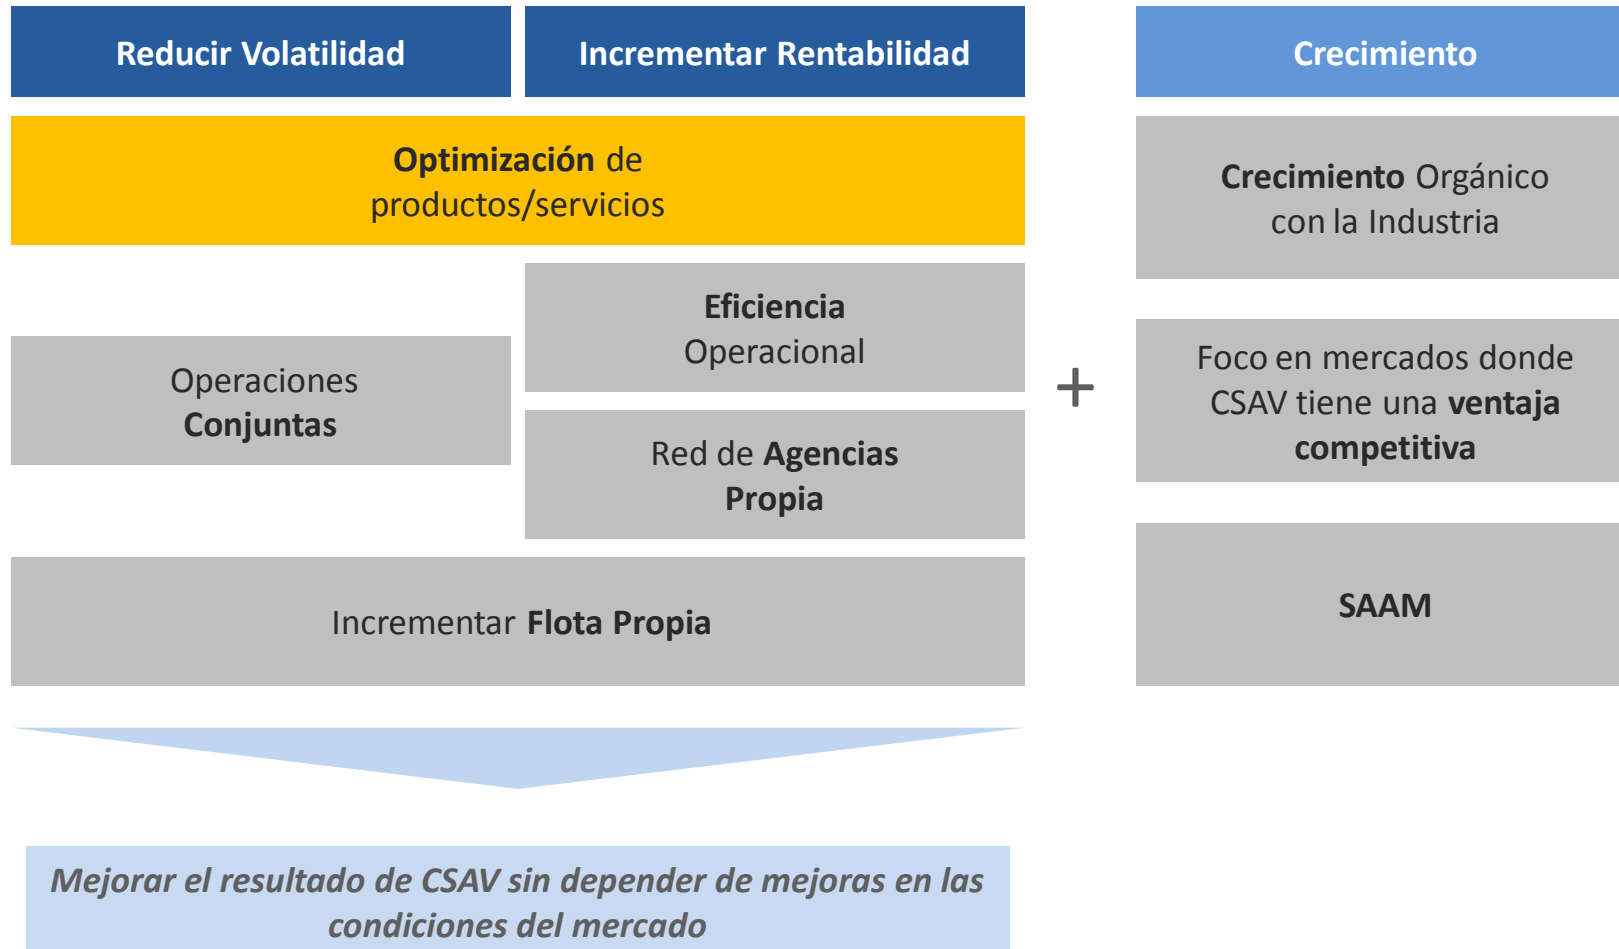 Reducir Volatilidad
Incrementar Rentabilidad
Crecimiento
Optimización de
productos/servicios
Operaciones
Conjuntas
Eficiencia
Operacional
Red de Agencias
Propia
Incrementar Flota Propia
+
Crecimiento Orgánico
con la Industria
Foco en mercados donde
CSAV tiene una ventaja
competitiva
SAAM
Mejorar el resultado de CSAV sin depender de mejoras en las
condiciones del mercado